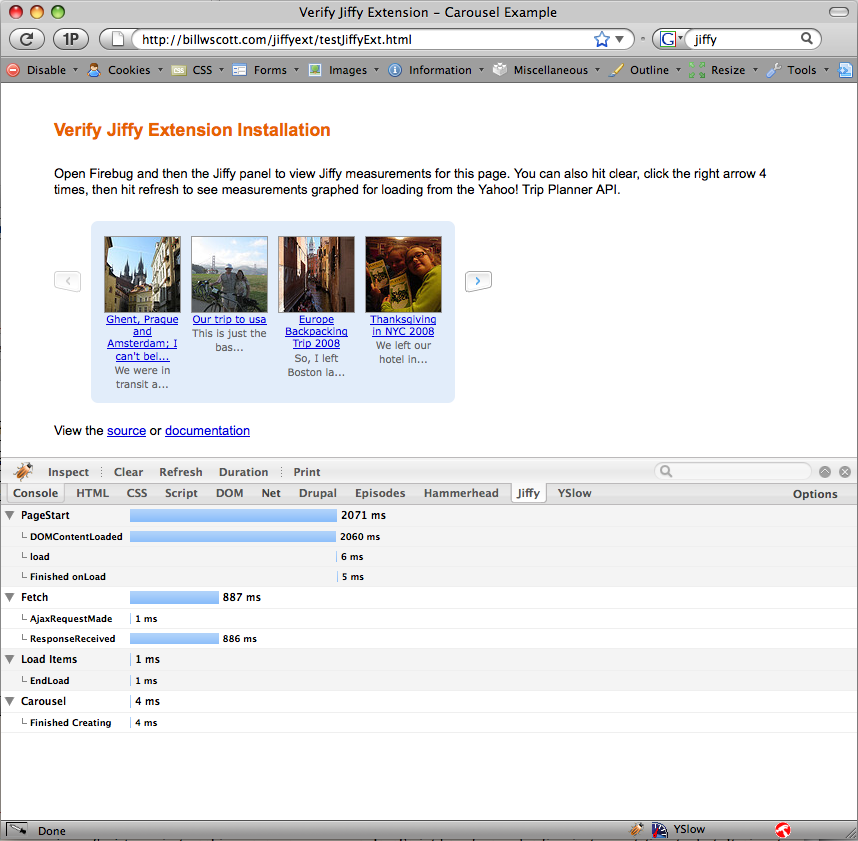 Verify Jiffy Extension – Carousel Example
1P http://billwscott.com/jiffyext/testJiffyExt.html G jiffy
Disable Cookies CSS CSS Forms Images Information Miscellaneous Outline Resize Tools
Verify Jiffy Extension Installation
Open Firebug and then the Jiffy panel to view Jiffy measurements for this page. You can also hit clear, click the right arrow 4
times, then hit refresh to see measurements graphed for loading from the Yahoo! Trip Planner API.
Ghent, Prague
and
Amsterdam; I
can't bel...
We were in
transit a...
Our trip to usa
This is just the
bas...
Europe
Backpacking
Trip 2008
So, I left
Boston la...
Thanksgiving
in NYC 2008
We left our
hotel in...
View the source or documentation
Inspect Clear Refresh Duration Print
Console HTML CSS Script DOM Net Drupal Episodes Hammerhead Jiffy YSlow Options
PageStart 2071 ms
DOMContentLoaded 2060 ms
load 6 ms
Finished onLoad 5 ms
Fetch 887 ms
AjaxRequestMade 1 ms
ResponseReceived 886 ms
Load Items 1 ms
EndLoad 1 ms
Carousel 4 ms
Finished Creating 4 ms
Done YSlow